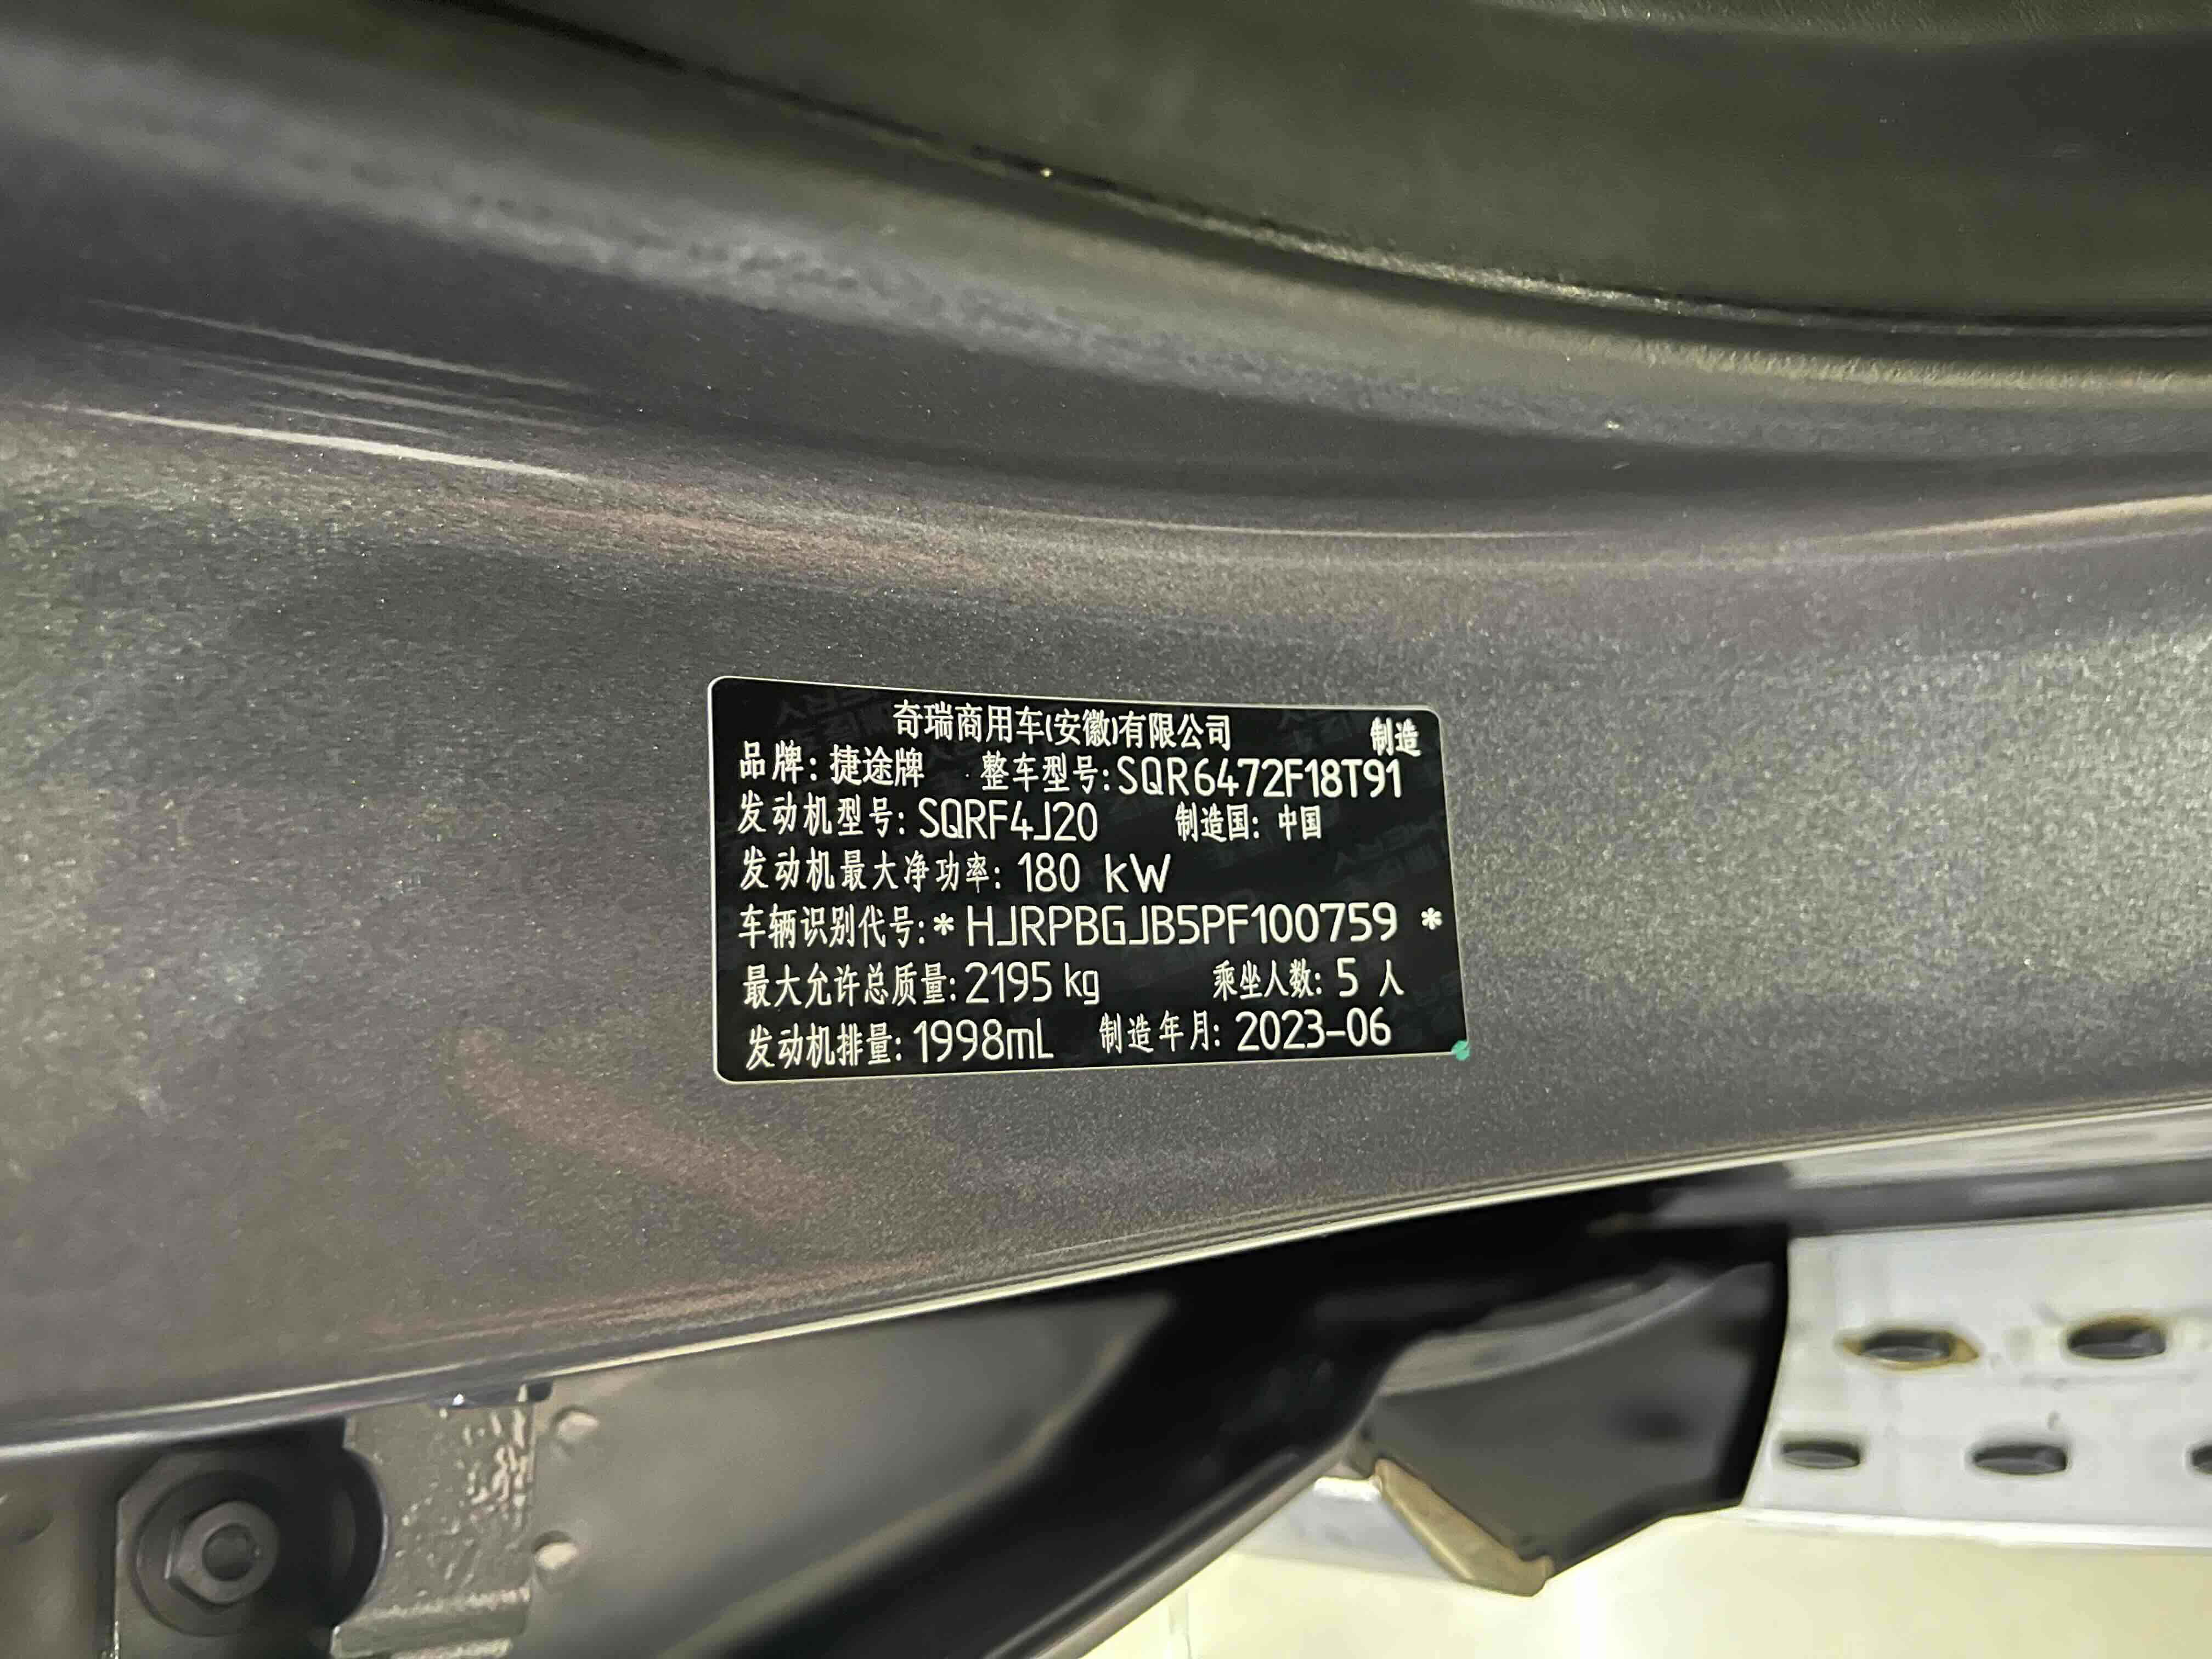 奇瑞商用车(安徽)有限公司 制造
品牌: 捷途牌 整车型号: SQR6472F18T91
发动机型号: SQRF4J20 制造国: 中国
发动机最大净功率: 180 kW
车辆识别代号: * HJRPBGJB5PF100759 *
最大允许总质量: 2195 kg 乘坐人数: 5 人
发动机排量: 1998mL 制造年月: 2023-06